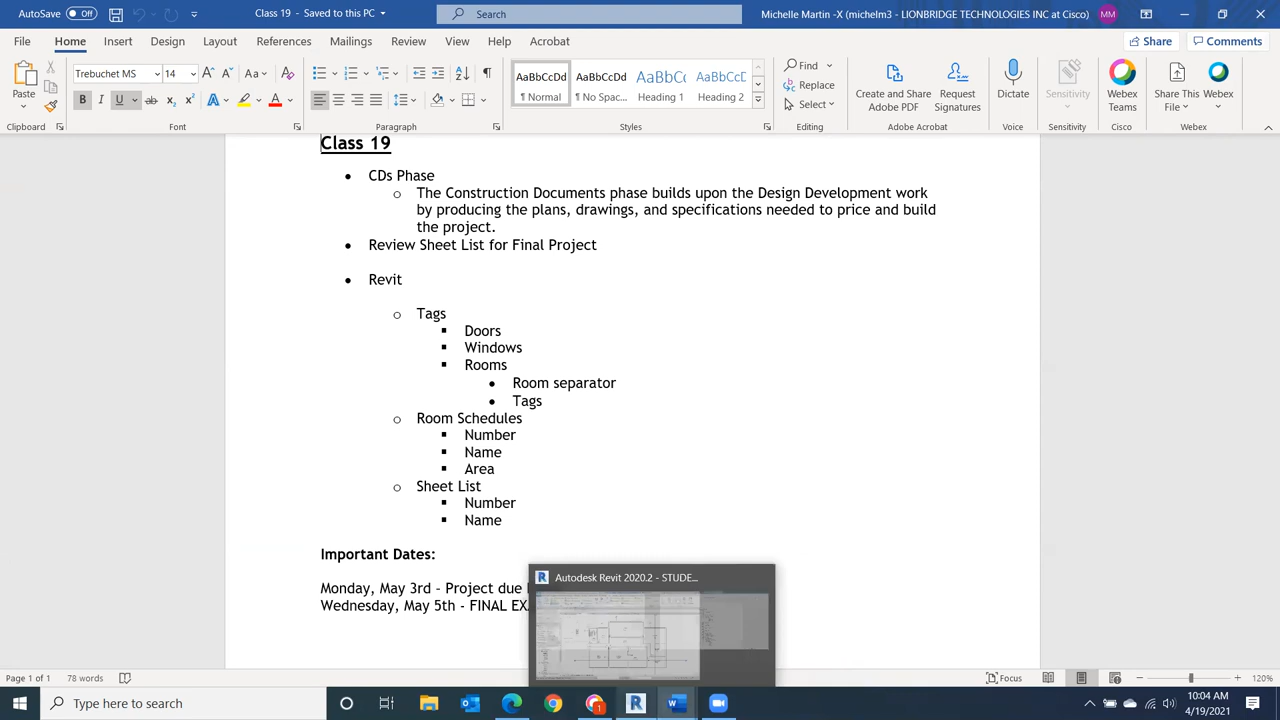 AutoSave Off
Class 19
Search
Michelle Martin -X (michelm3 - LIONBRIDGE TECHNOLOGIES INC at Cisco)
MM
File Home Insert Design Layout References Mailings Review View Help Acrobat
Share Comments
Paste
Trebuchet MS 14
AaBbCcDd AaBbCcDd AaBbCc AaBbCcD
¶ Normal ¶ No Spac... Heading 1 Heading 2
Find
Replace
Select
Create and Share Adobe PDF
Request Signatures
Dictate
Sensitivity
Webex Teams
Share This File
Webex
Clipboard Font Paragraph Styles Editing Adobe Acrobat Voice Sensitivity Cisco Webex
Class 19
• CDs Phase
o The Construction Documents phase builds upon the Design Development work
by producing the plans, drawings, and specifications needed to price and build
the project.
• Review Sheet List for Final Project
• Revit
o Tags
▪ Doors
▪ Windows
▪ Rooms
• Room separator
• Tags
o Room Schedules
▪ Number
▪ Name
▪ Area
o Sheet List
▪ Number
▪ Name
Important Dates:
Monday, May 3rd - Project due
Wednesday, May 5th - FINAL
Autodesk Revit 2020.2 - STUDE...
Page 1 of 1 78 words
Focus
120%
Type here to search
10:04 AM
4/19/2021